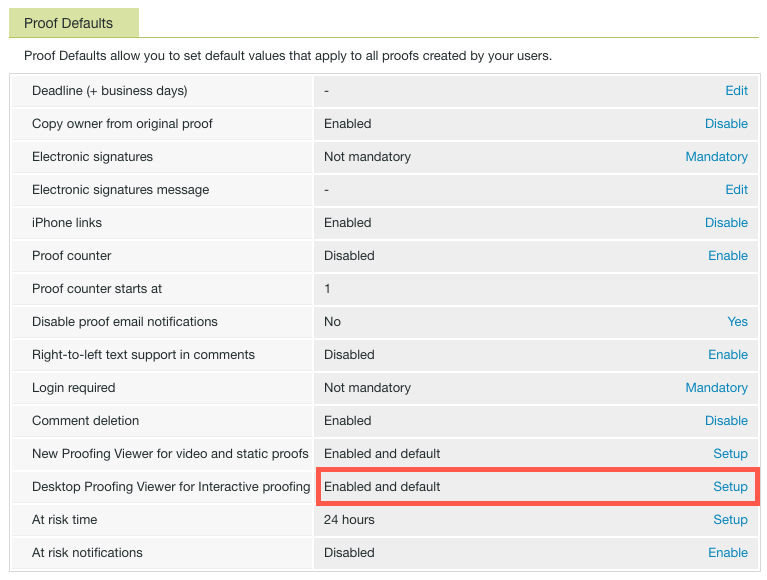 Proof Defaults
Proof Defaults allow you to set default values that apply to all proofs created by your users.
Deadline (+ business days) - Edit
Copy owner from original proof Enabled Disable
Electronic signatures Not mandatory Mandatory
Electronic signatures message - Edit
iPhone links Enabled Disable
Proof counter Disabled Enable
Proof counter starts at 1
Disable proof email notifications No Yes
Right-to-left text support in comments Disabled Enable
Login required Not mandatory Mandatory
Comment deletion Enabled Disable
New Proofing Viewer for video and static proofs Enabled and default Setup
Desktop Proofing Viewer for Interactive proofing Enabled and default Setup
At risk time 24 hours Setup
At risk notifications Disabled Enable